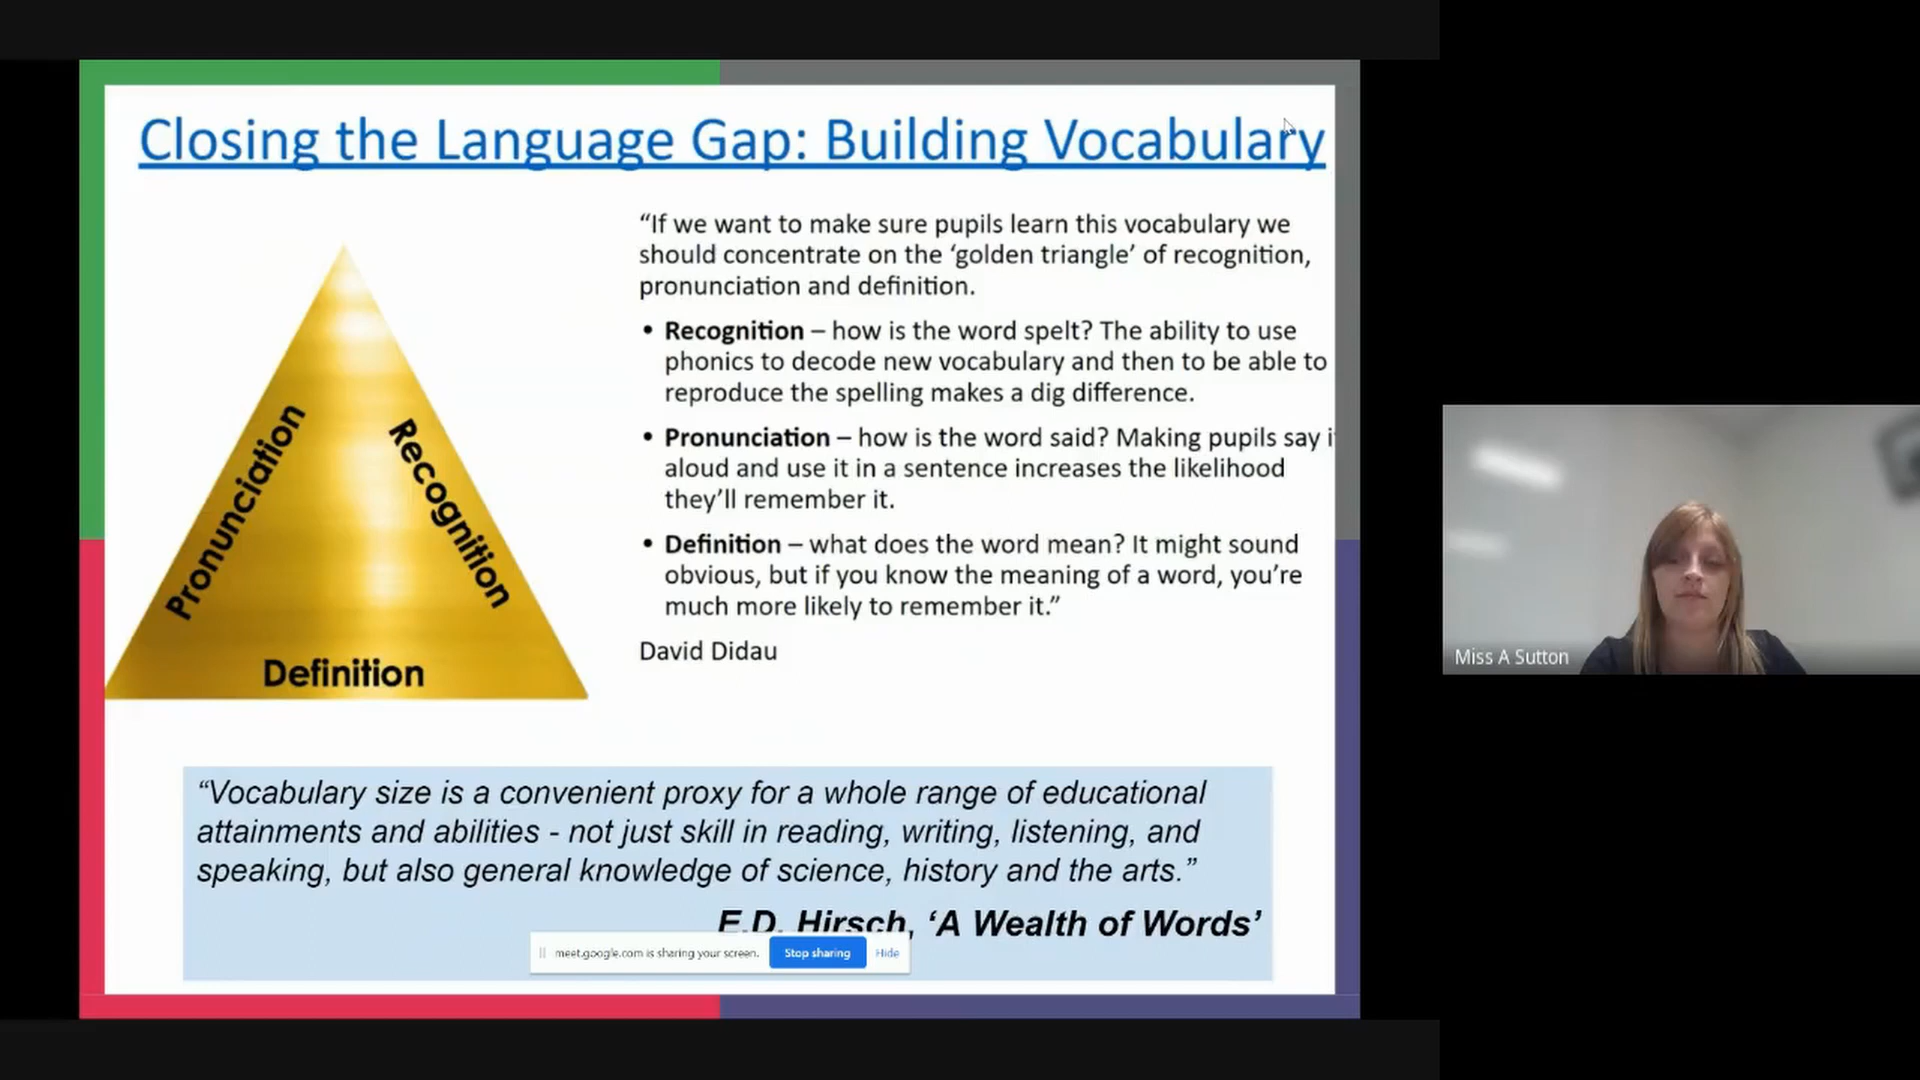 Closing the Language Gap: Building Vocabulary
“If we want to make sure pupils learn this vocabulary we
should concentrate on the ‘golden triangle’ of recognition,
pronunciation and definition.
• Recognition – how is the word spelt? The ability to use
phonics to decode new vocabulary and then to be able to
reproduce the spelling makes a dig difference.
• Pronunciation – how is the word said? Making pupils say it
aloud and use it in a sentence increases the likelihood
they’ll remember it.
• Definition – what does the word mean? It might sound
obvious, but if you know the meaning of a word, you’re
much more likely to remember it.”
David Didau
Pronunciation
Recognition
Definition
“Vocabulary size is a convenient proxy for a whole range of educational
attainments and abilities - not just skill in reading, writing, listening, and
speaking, but also general knowledge of science, history and the arts.”
E.D. Hirsch, ‘A Wealth of Words’
meet.google.com is sharing your screen. Stop sharing Hide
Miss A Sutton